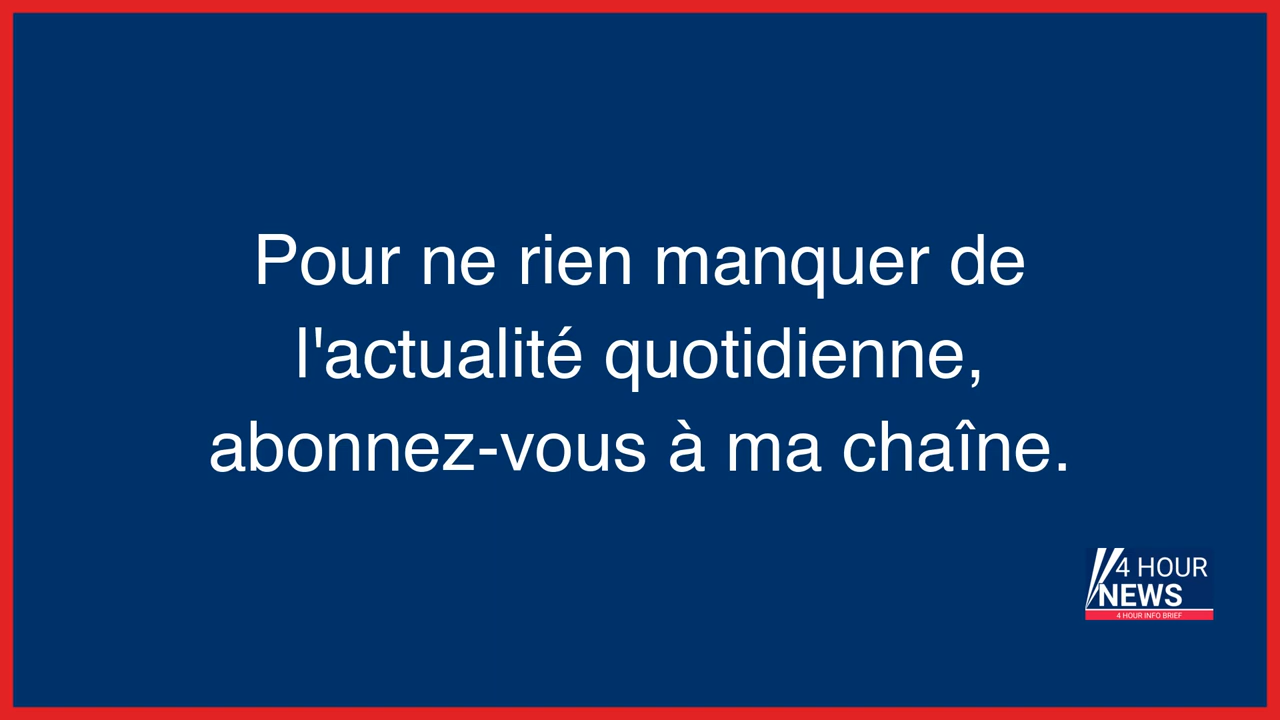 Pour ne rien manquer de
l'actualité quotidienne,
abonnez-vous à ma chaîne.
4 HOUR
NEWS
4 HOUR INFO BRIEF